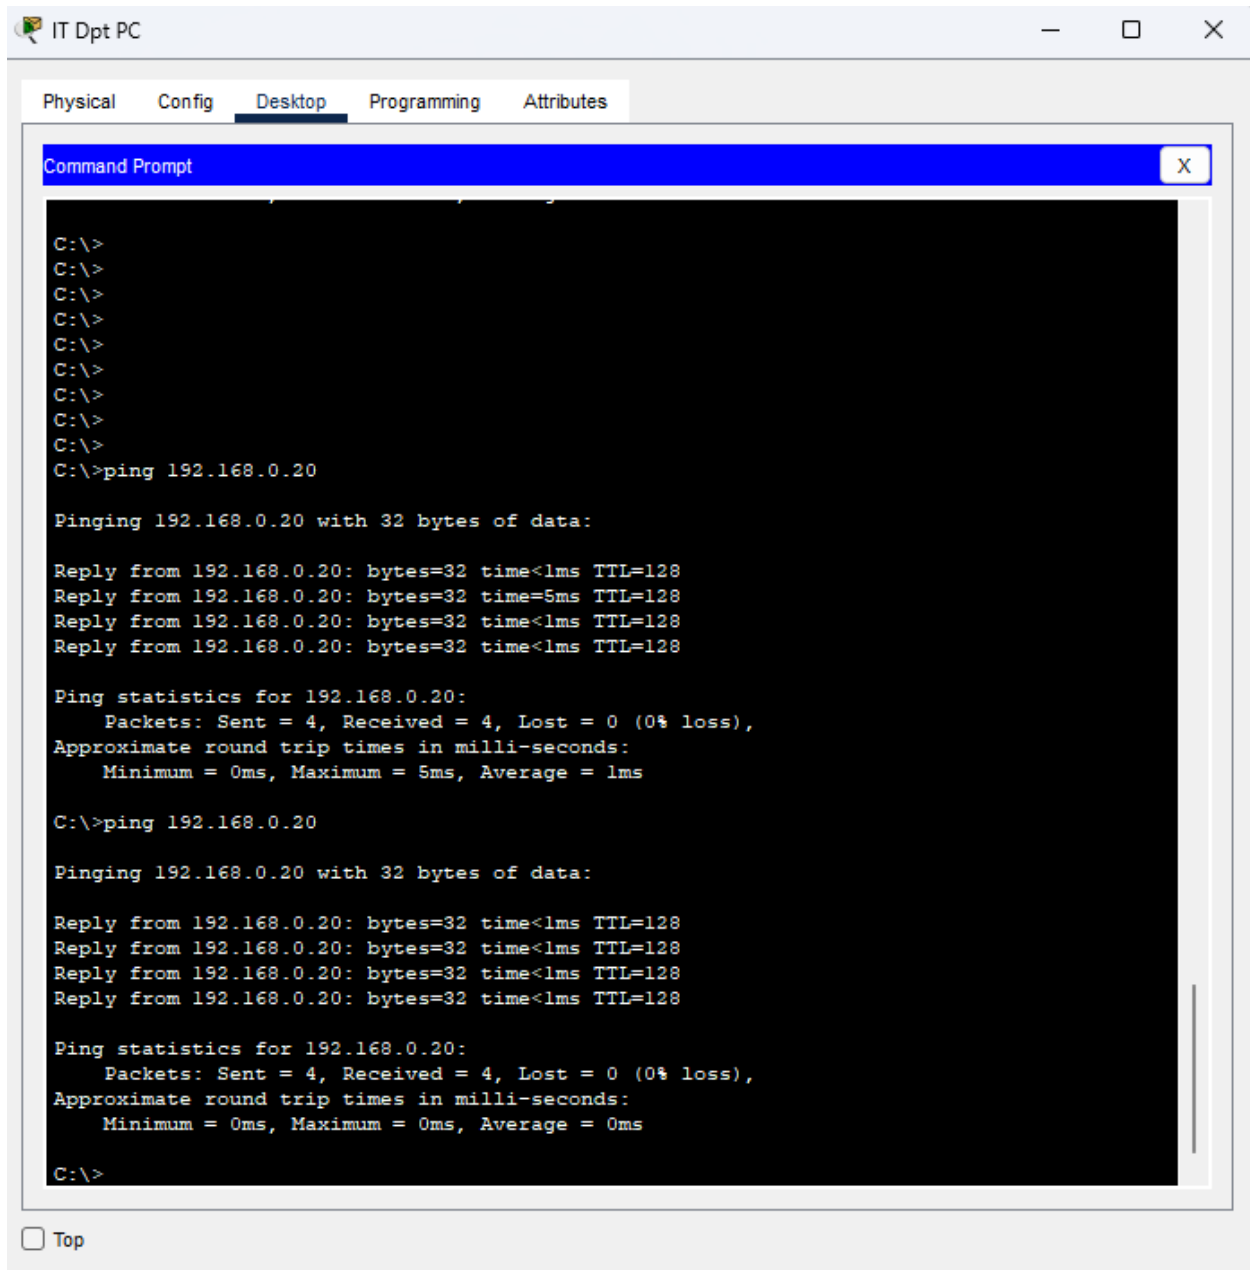 IT Dpt PC
Physical Config Desktop Programming Attributes
Command Prompt
X
C:\>
C:\>
C:\>
C:\>
C:\>
C:\>
C:\>
C:\>
C:\>
C:\>ping 192.168.0.20
Pinging 192.168.0.20 with 32 bytes of data:
Reply from 192.168.0.20: bytes=32 time<1ms TTL=128
Reply from 192.168.0.20: bytes=32 time=5ms TTL=128
Reply from 192.168.0.20: bytes=32 time<1ms TTL=128
Reply from 192.168.0.20: bytes=32 time<1ms TTL=128
Ping statistics for 192.168.0.20:
Packets: Sent = 4, Received = 4, Lost = 0 (0% loss),
Approximate round trip times in milli-seconds:
Minimum = 0ms, Maximum = 5ms, Average = 1ms
C:\>ping 192.168.0.20
Pinging 192.168.0.20 with 32 bytes of data:
Reply from 192.168.0.20: bytes=32 time<1ms TTL=128
Reply from 192.168.0.20: bytes=32 time<1ms TTL=128
Reply from 192.168.0.20: bytes=32 time<1ms TTL=128
Reply from 192.168.0.20: bytes=32 time<1ms TTL=128
Ping statistics for 192.168.0.20:
Packets: Sent = 4, Received = 4, Lost = 0 (0% loss),
Approximate round trip times in milli-seconds:
Minimum = 0ms, Maximum = 0ms, Average = 0ms
C:\>
Top